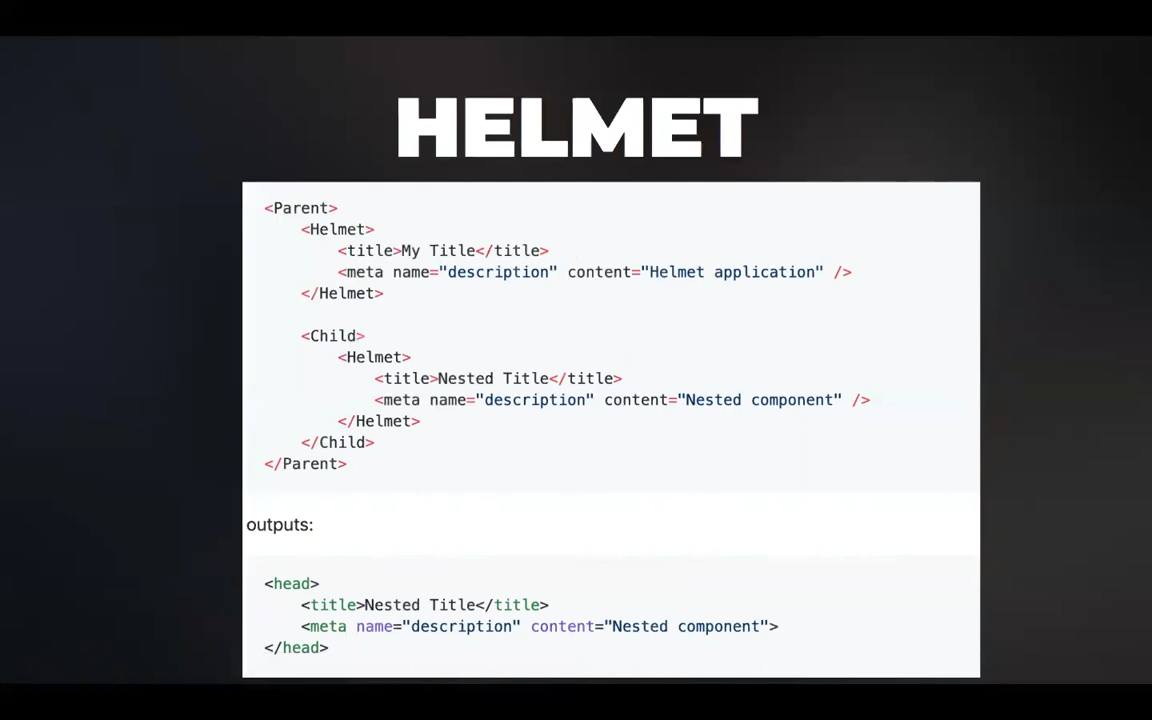 HELMET
<Parent>
    <Helmet>
        <title>My Title</title>
        <meta name="description" content="Helmet application" />
    </Helmet>

    <Child>
        <Helmet>
            <title>Nested Title</title>
            <meta name="description" content="Nested component" />
        </Helmet>
    </Child>
</Parent>
outputs:
<head>
    <title>Nested Title</title>
    <meta name="description" content="Nested component">
</head>